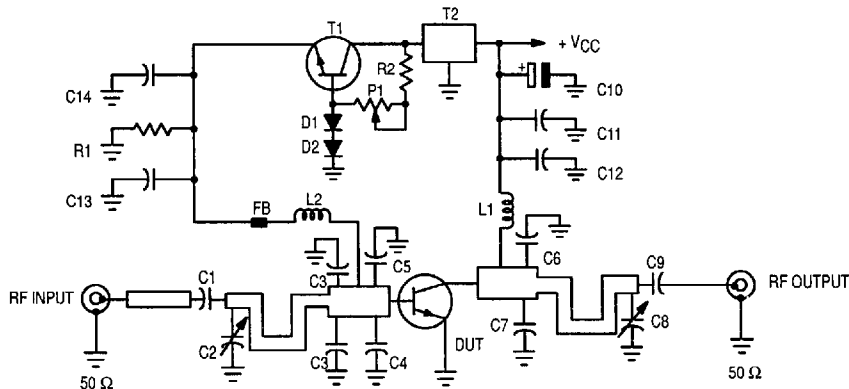 T1
T2
+ VCC
R2
P1
C14
C10
D1
C11
R1
D2
C12
C13
FB
L2
L1
C6
C9
C3
C5
C1
RF INPUT
RF OUTPUT
C2
C3
C4
DUT
C7
C8
50 Ω
50 Ω